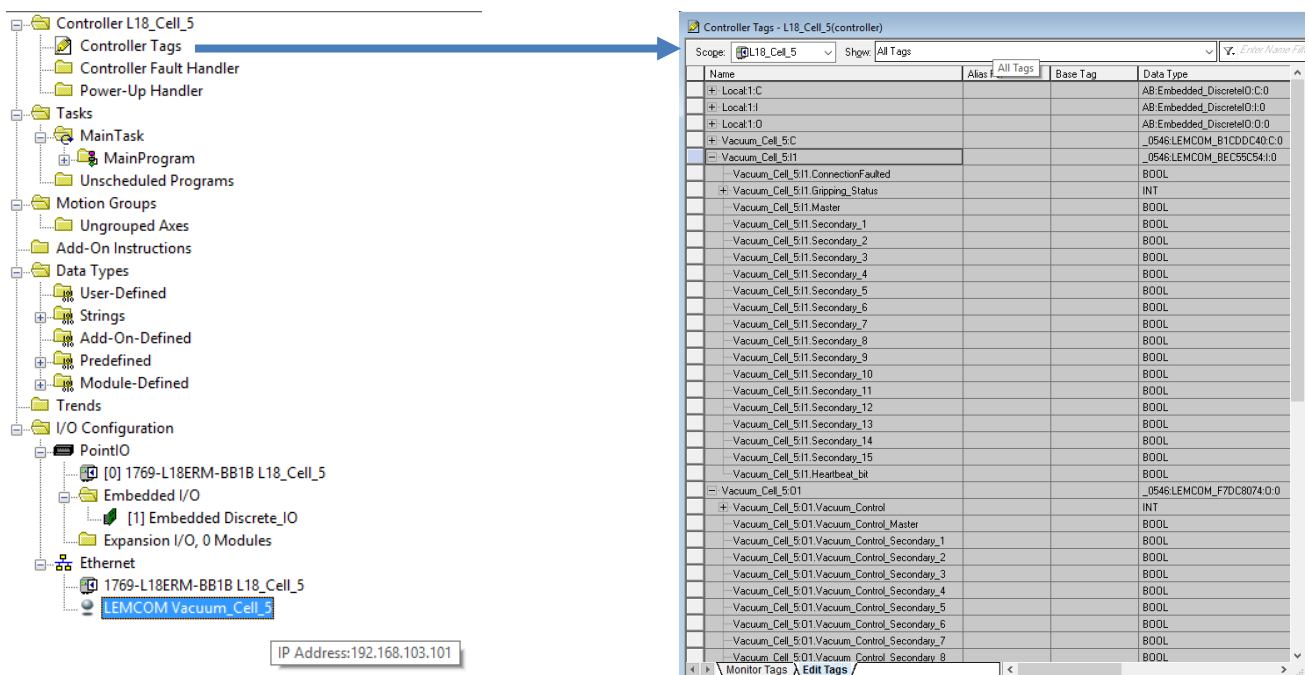 Controller L18_Cell_5
Controller Tags
Controller Fault Handler
Power-Up Handler
Tasks
MainTask
MainProgram
Unscheduled Programs
Motion Groups
Ungrouped Axes
Add-On Instructions
Data Types
User-Defined
Strings
Add-On-Defined
Predefined
Module-Defined
Trends
I/O Configuration
PointIO
[0] 1769-L18ERM-BB1B L18_Cell_5
Embedded I/O
[1] Embedded Discrete_IO
Expansion I/O, 0 Modules
Ethernet
1769-L18ERM-BB1B L18_Cell_5
LEMCOM Vacuum_Cell_5
IP Address:192.168.103.101
Controller Tags - L18_Cell_5(controller)
Scope: L18_Cell_5 Show: All Tags Enter Name
All Tags
Name Alias Base Tag Data Type
Local:1:C AB:Embedded_DiscreteIO:C:0
Local:1:I AB:Embedded_DiscreteIO:I:0
Local:1:O AB:Embedded_DiscreteIO:O:0
Vacuum_Cell_5:C _0546:LEMCOM_B1CDDC40:C:0
Vacuum_Cell_5:I1 _0546:LEMCOM_BEC55C54:I:0
Vacuum_Cell_5:I1.ConnectionFaulted BOOL
Vacuum_Cell_5:I1.Gripping_Status INT
Vacuum_Cell_5:I1.Master BOOL
Vacuum_Cell_5:I1.Secondary_1 BOOL
Vacuum_Cell_5:I1.Secondary_2 BOOL
Vacuum_Cell_5:I1.Secondary_3 BOOL
Vacuum_Cell_5:I1.Secondary_4 BOOL
Vacuum_Cell_5:I1.Secondary_5 BOOL
Vacuum_Cell_5:I1.Secondary_6 BOOL
Vacuum_Cell_5:I1.Secondary_7 BOOL
Vacuum_Cell_5:I1.Secondary_8 BOOL
Vacuum_Cell_5:I1.Secondary_9 BOOL
Vacuum_Cell_5:I1.Secondary_10 BOOL
Vacuum_Cell_5:I1.Secondary_11 BOOL
Vacuum_Cell_5:I1.Secondary_12 BOOL
Vacuum_Cell_5:I1.Secondary_13 BOOL
Vacuum_Cell_5:I1.Secondary_14 BOOL
Vacuum_Cell_5:I1.Secondary_15 BOOL
Vacuum_Cell_5:I1.Heartbeat_bit BOOL
Vacuum_Cell_5:O1 _0546:LEMCOM_F7DC8074:O:0
Vacuum_Cell_5:O1.Vacuum_Control INT
Vacuum_Cell_5:O1.Vacuum_Control_Master BOOL
Vacuum_Cell_5:O1.Vacuum_Control_Secondary_1 BOOL
Vacuum_Cell_5:O1.Vacuum_Control_Secondary_2 BOOL
Vacuum_Cell_5:O1.Vacuum_Control_Secondary_3 BOOL
Vacuum_Cell_5:O1.Vacuum_Control_Secondary_4 BOOL
Vacuum_Cell_5:O1.Vacuum_Control_Secondary_5 BOOL
Vacuum_Cell_5:O1.Vacuum_Control_Secondary_6 BOOL
Vacuum_Cell_5:O1.Vacuum_Control_Secondary_7 BOOL
Vacuum_Cell_5:O1.Vacuum_Control_Secondary_8 BOOL
Monitor Tags Edit Tags